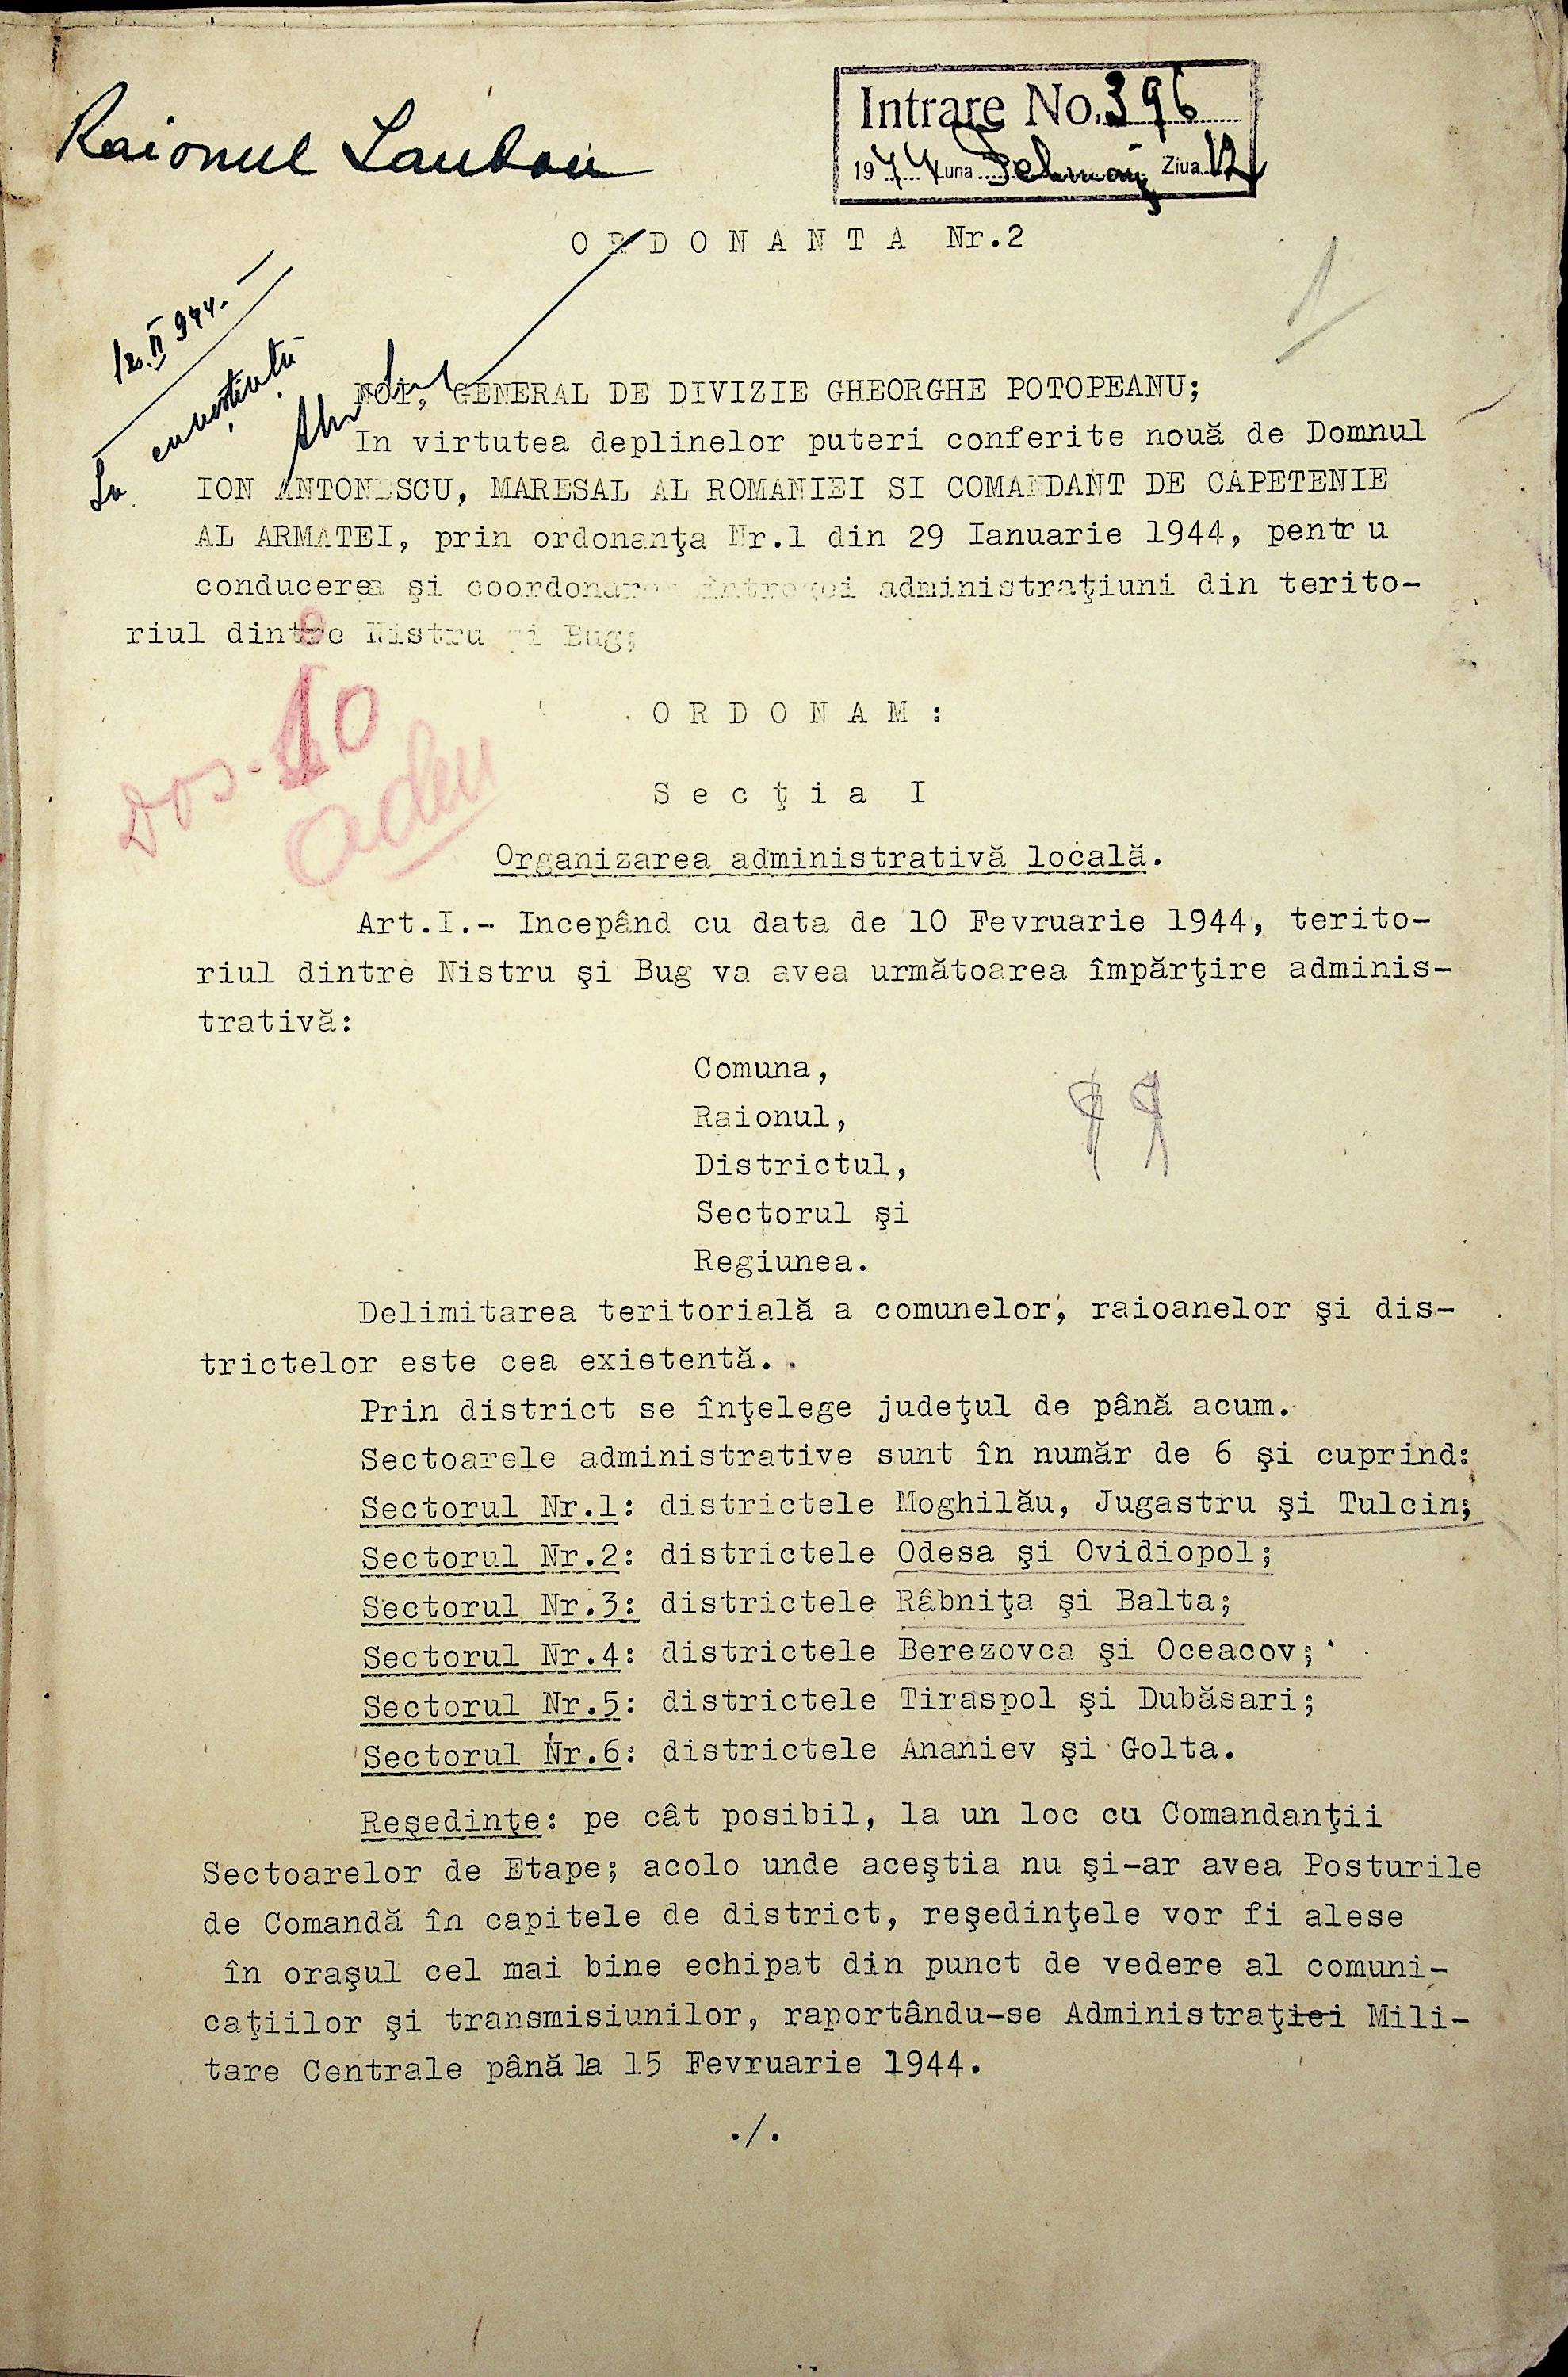 Raionul Landau
Intrare No. 396
1944 Luna Februarie Ziua 12
ORDONANTA Nr.2
12.II 944.
La cunoştinţă
1
NOI, GENERAL DE DIVIZIE GHEORGHE POTOPEANU;
In virtutea deplinelor puteri conferite nouă de Domnul
ION ANTONESCU, MARESAL AL ROMANIEI SI COMANDANT DE CAPETENIE
AL ARMATEI, prin ordonanţa Nr.1 din 29 Ianuarie 1944, pentru
conducerea şi coordonarea întregei administraţiuni din terito-
riul dintre Nistru şi Bug;
Dos. 10
ORDONAM:
Secţia I
Organizarea administrativă locală.
Art.I.- Incepând cu data de 10 Fevruarie 1944, terito-
riul dintre Nistru şi Bug va avea următoarea împărţire adminis-
trativă:
Comuna,
Raionul,
Districtul,
Sectorul şi
Regiunea.
Delimitarea teritorială a comunelor, raioanelor şi dis-
trictelor este cea existentă..
Prin district se înţelege judeţul de până acum.
Sectoarele administrative sunt în număr de 6 şi cuprind:
Sectorul Nr.1: districtele Moghilău, Jugastru şi Tulcin;
Sectorul Nr.2: districtele Odesa şi Ovidiopol;
Sectorul Nr.3: districtele Râbniţa şi Balta;
Sectorul Nr.4: districtele Berezovca şi Oceacov;
Sectorul Nr.5: districtele Tiraspol şi Dubăsari;
Sectorul Nr.6: districtele Ananiev şi Golta.
Reşedinţe: pe cât posibil, la un loc cu Comandanţii
Sectoarelor de Etape; acolo unde aceştia nu şi-ar avea Posturile
de Comandă în capitele de district, reşedinţele vor fi alese
în oraşul cel mai bine echipat din punct de vedere al comuni-
caţiilor şi transmisiunilor, raportându-se Administraţiei Mili-
tare Centrale până la 15 Fevruarie 1944.
./.